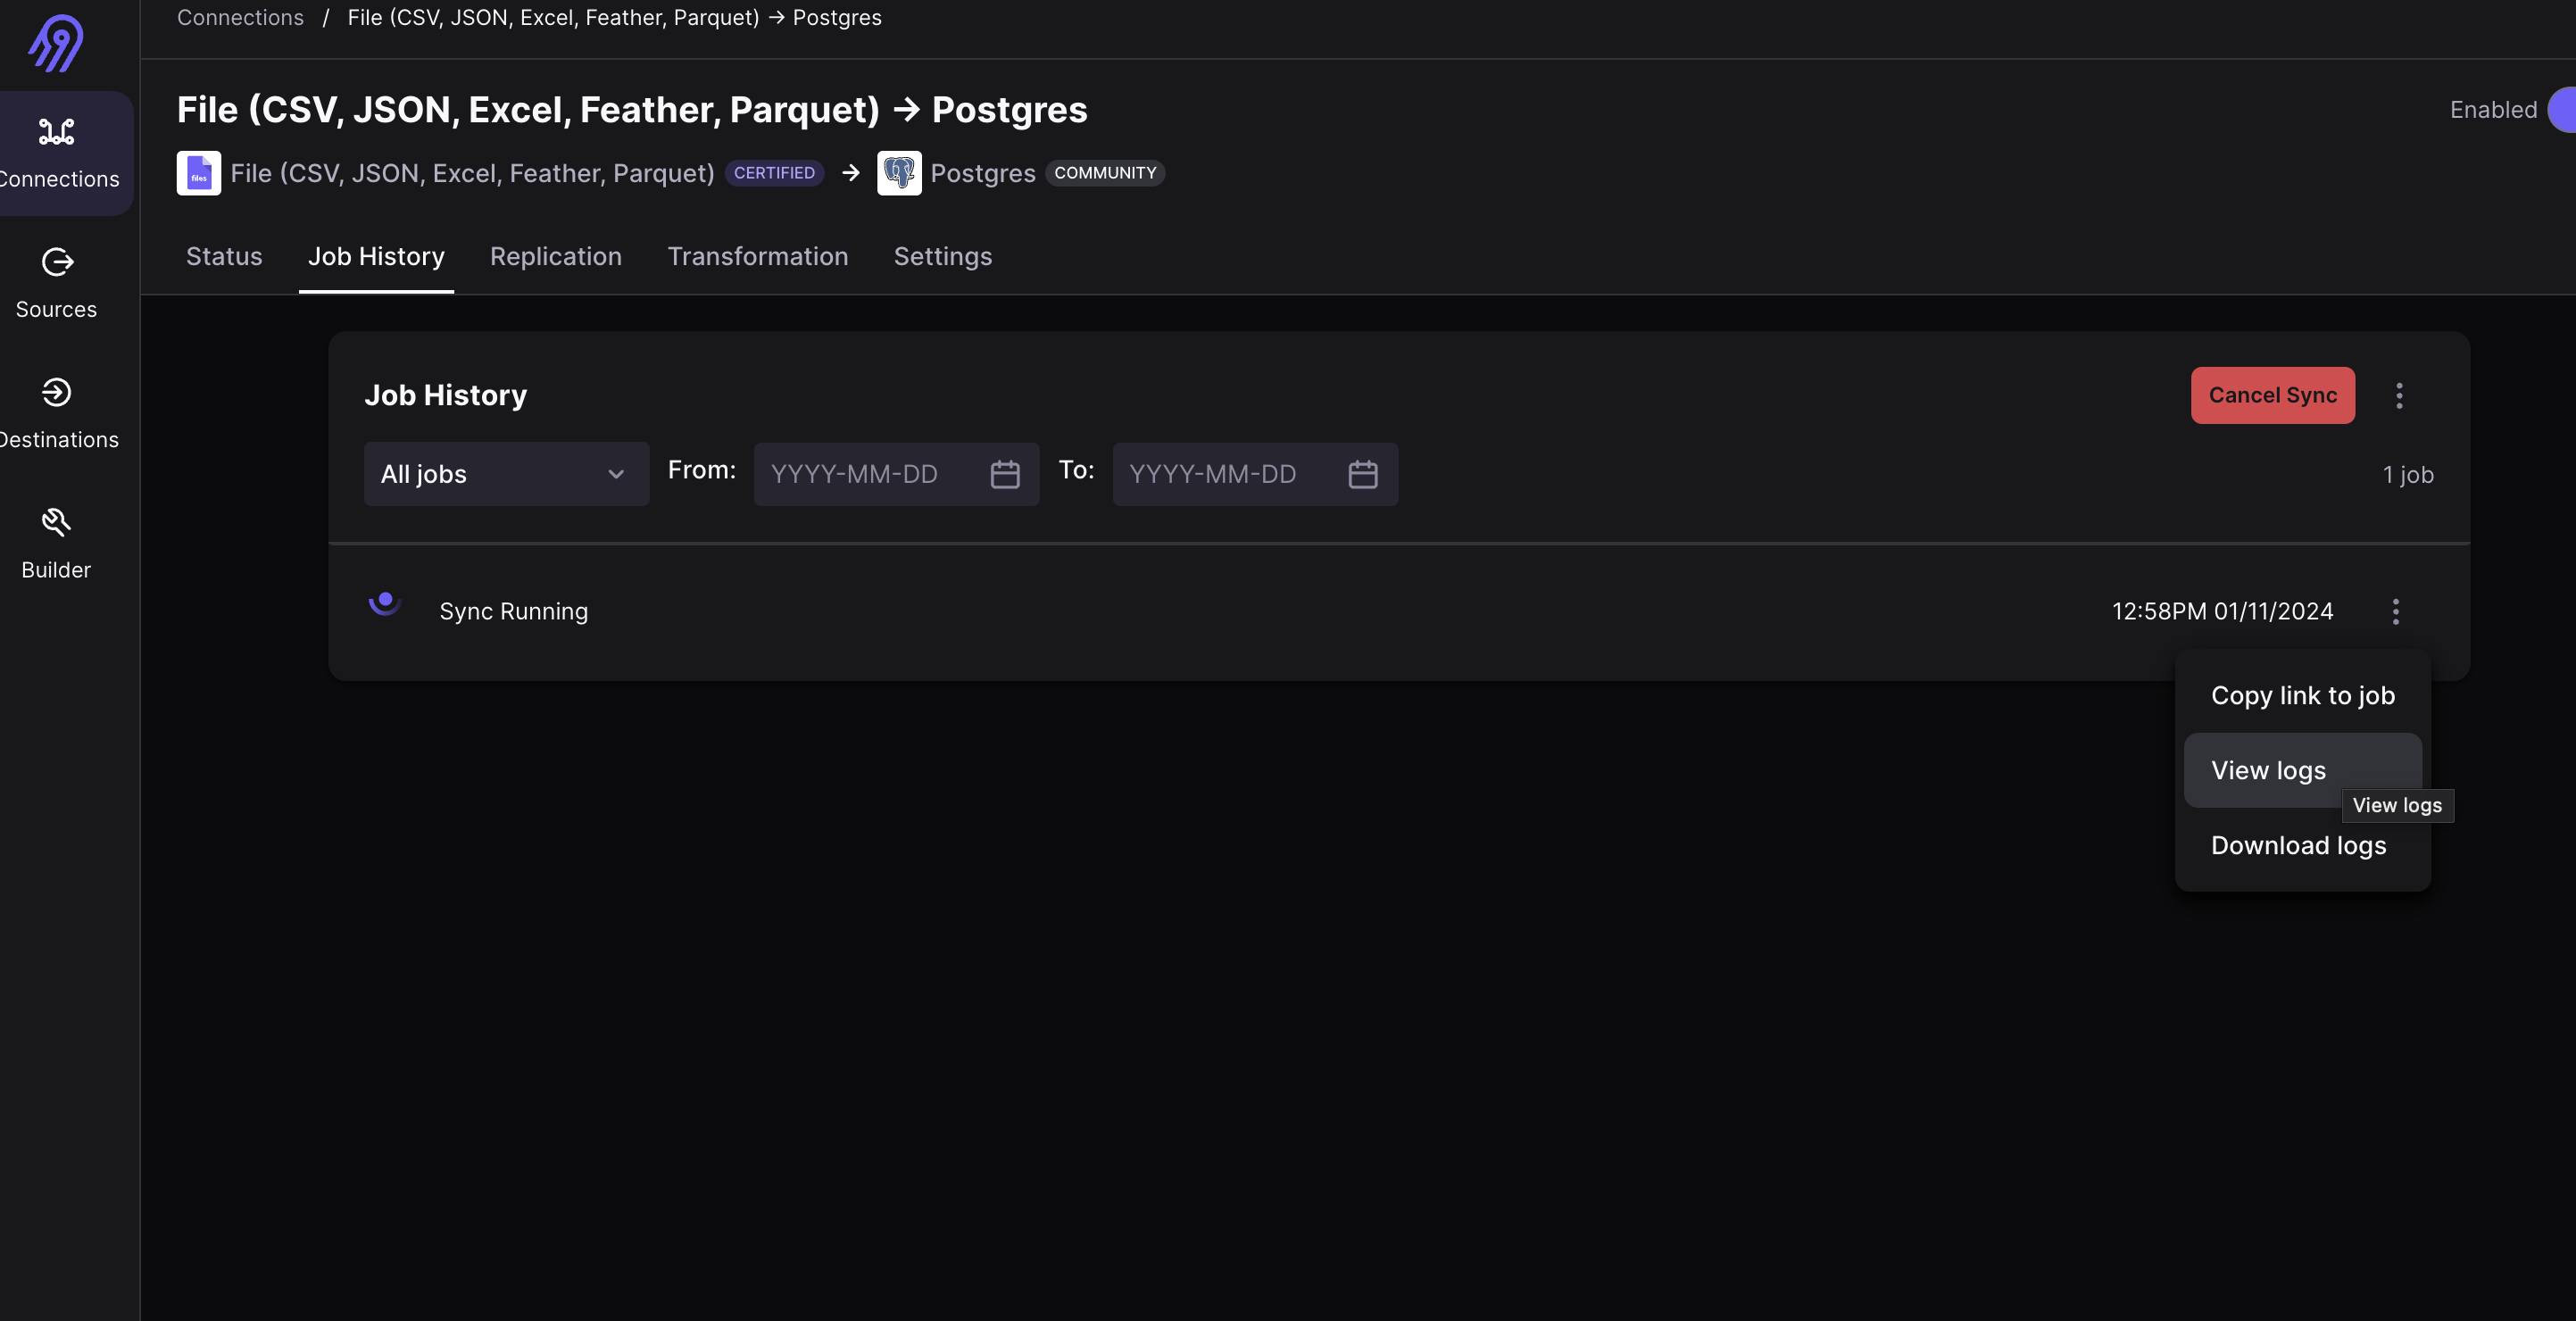 Connections / File (CSV, JSON, Excel, Feather, Parquet) → Postgres
File (CSV, JSON, Excel, Feather, Parquet) → Postgres
Enabled
files
File (CSV, JSON, Excel, Feather, Parquet) CERTIFIED → Postgres COMMUNITY
Connections
Sources
Destinations
Builder
Status Job History Replication Transformation Settings
Job History
Cancel Sync
All jobs From: YYYY-MM-DD To: YYYY-MM-DD 1 job
Sync Running 12:58PM 01/11/2024
Copy link to job
View logs
View logs
Download logs